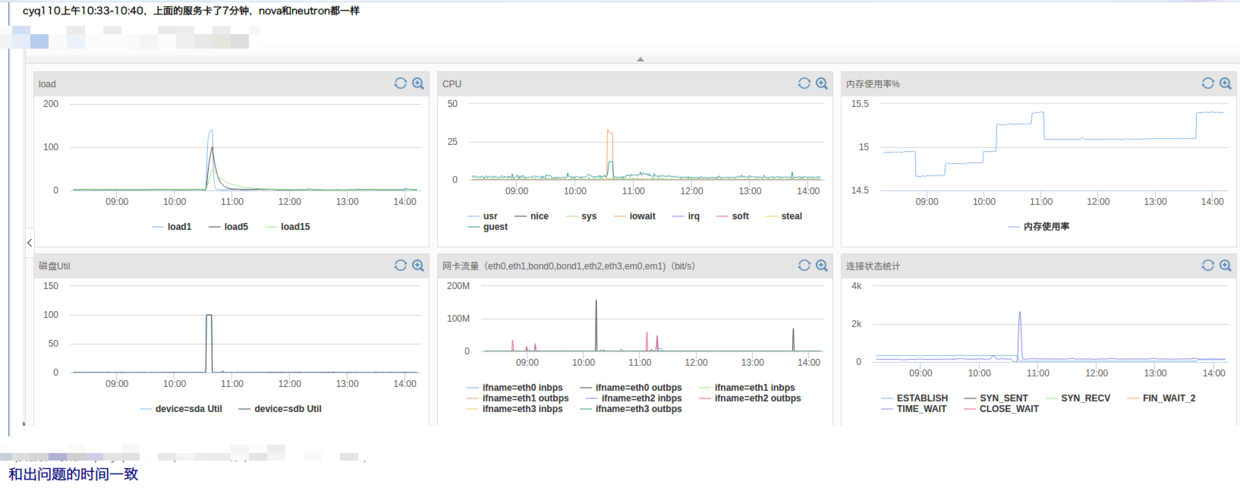 cyq110上午10:33-10:40，上面的服务卡了7分钟，nova和neutron都一样
load
200
100
0
09:00 10:00 11:00 12:00 13:00 14:00
load1 load5 load15
CPU
50
25
0
09:00 10:00 11:00 12:00 13:00 14:00
usr nice sys iowait irq soft steal
guest
内存使用率%
15.5
15
14.5
09:00 10:00 11:00 12:00 13:00 14:00
内存使用率
磁盘Util
150
100
50
0
09:00 10:00 11:00 12:00 13:00 14:00
device=sda Util device=sdb Util
网卡流量（eth0,eth1,bond0,bond1,eth2,eth3,em0,em1)（bit/s）
200M
100M
0
09:00 10:00 11:00 12:00 13:00 14:00
ifname=eth0 inbps ifname=eth0 outbps ifname=eth1 inbps
ifname=eth1 outbps ifname=eth2 inbps ifname=eth2 outbps
ifname=eth3 inbps ifname=eth3 outbps
连接状态统计
4k
2k
0
09:00 10:00 11:00 12:00 13:00 14:00
ESTABLISH SYN_SENT SYN_RECV FIN_WAIT_2
TIME_WAIT CLOSE_WAIT
和出问题的时间一致